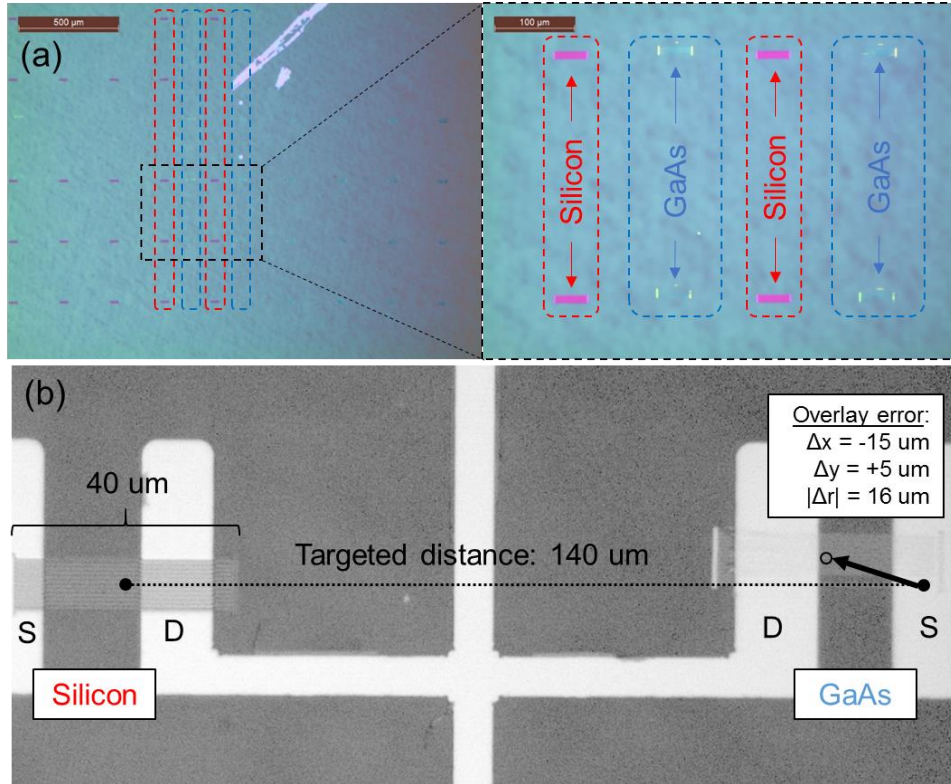 (a)
500 µm
100 µm
Silicon
GaAs
Silicon
GaAs
(b)
Overlay error:
Δx = -15 um
Δy = +5 um
|Δr| = 16 um
40 um
Targeted distance: 140 um
S
D
D
S
Silicon
GaAs